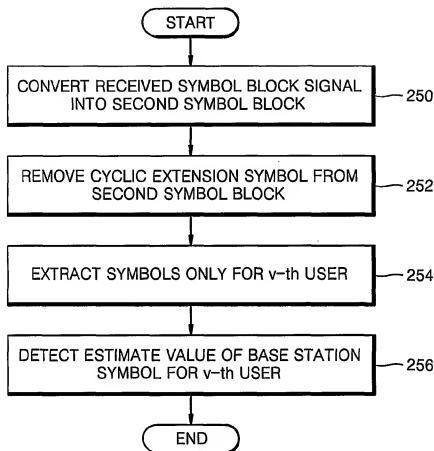 START
CONVERT RECEIVED SYMBOL BLOCK SIGNAL
INTO SECOND SYMBOL BLOCK
250
REMOVE CYCLIC EXTENSION SYMBOL FROM
SECOND SYMBOL BLOCK
252
EXTRACT SYMBOLS ONLY FOR v-th USER
254
DETECT ESTIMATE VALUE OF BASE STATION
SYMBOL FOR v-th USER
256
END